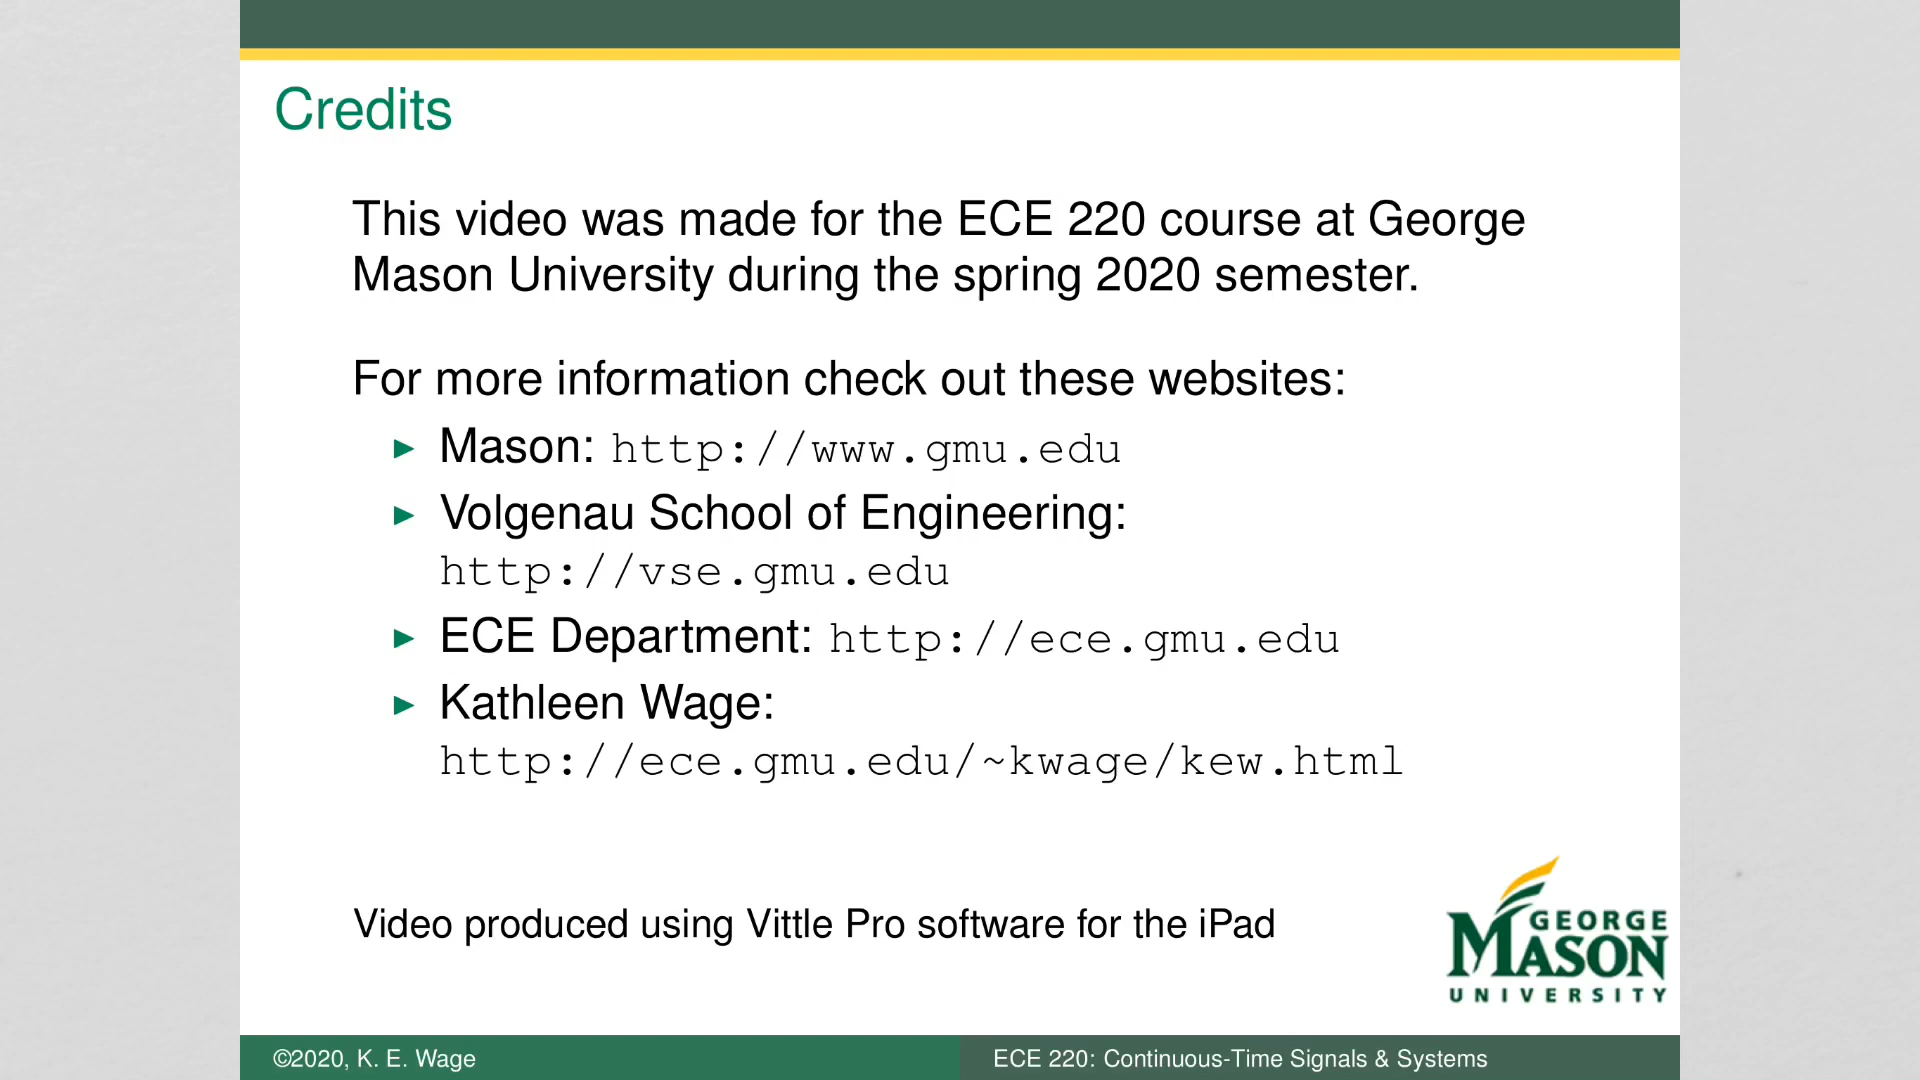 Credits
This video was made for the ECE 220 course at George
Mason University during the spring 2020 semester.
For more information check out these websites:
▶ Mason: http://www.gmu.edu
▶ Volgenau School of Engineering:
http://vse.gmu.edu
▶ ECE Department: http://ece.gmu.edu
▶ Kathleen Wage:
http://ece.gmu.edu/~kwage/kew.html
Video produced using Vittle Pro software for the iPad
GEORGE
MASON
UNIVERSITY
©2020, K. E. Wage
ECE 220: Continuous-Time Signals & Systems